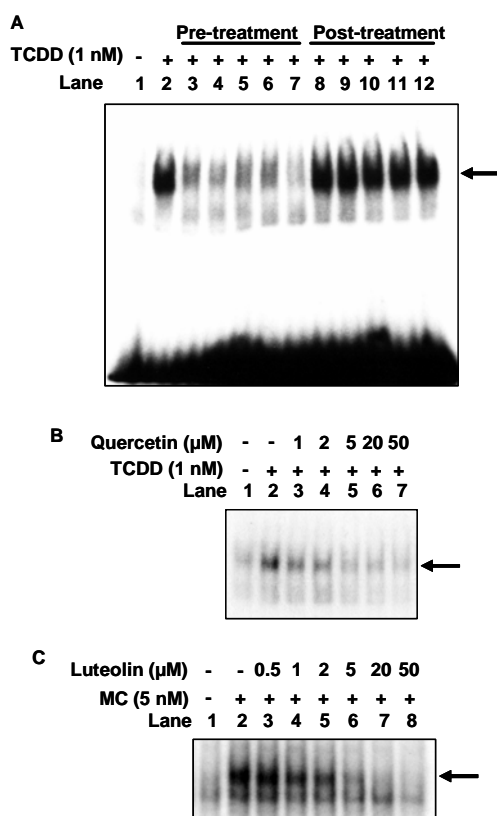 A
Pre-treatment Post-treatment
TCDD (1 nM) - + + + + + + + + + + +
Lane 1 2 3 4 5 6 7 8 9 10 11 12
B
Quercetin (µM) - - 1 2 5 20 50
TCDD (1 nM) - + + + + + +
Lane 1 2 3 4 5 6 7
C
Luteolin (µM) - - 0.5 1 2 5 20 50
MC (5 nM) - + + + + + + +
Lane 1 2 3 4 5 6 7 8